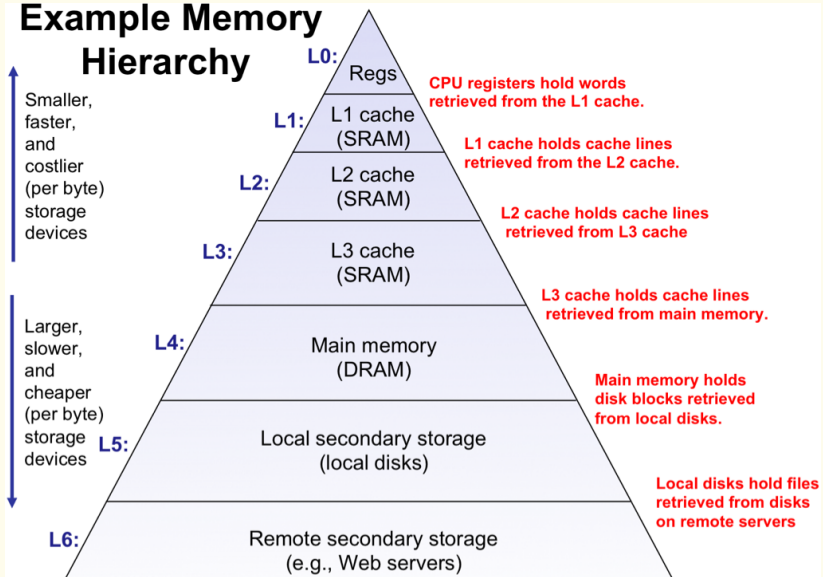 Example Memory
Hierarchy
L0:
Regs
CPU registers hold words
retrieved from the L1 cache.
Smaller,
faster,
and
costlier
(per byte)
storage
devices
L1:
L1 cache
(SRAM)
L1 cache holds cache lines
retrieved from the L2 cache.
L2:
L2 cache
(SRAM)
L2 cache holds cache lines
retrieved from L3 cache
L3:
L3 cache
(SRAM)
L3 cache holds cache lines
retrieved from main memory.
Larger,
slower,
and
cheaper
(per byte)
storage
devices
L4:
Main memory
(DRAM)
Main memory holds
disk blocks retrieved
from local disks.
L5:
Local secondary storage
(local disks)
Local disks hold files
retrieved from disks
on remote servers
L6:
Remote secondary storage
(e.g., Web servers)